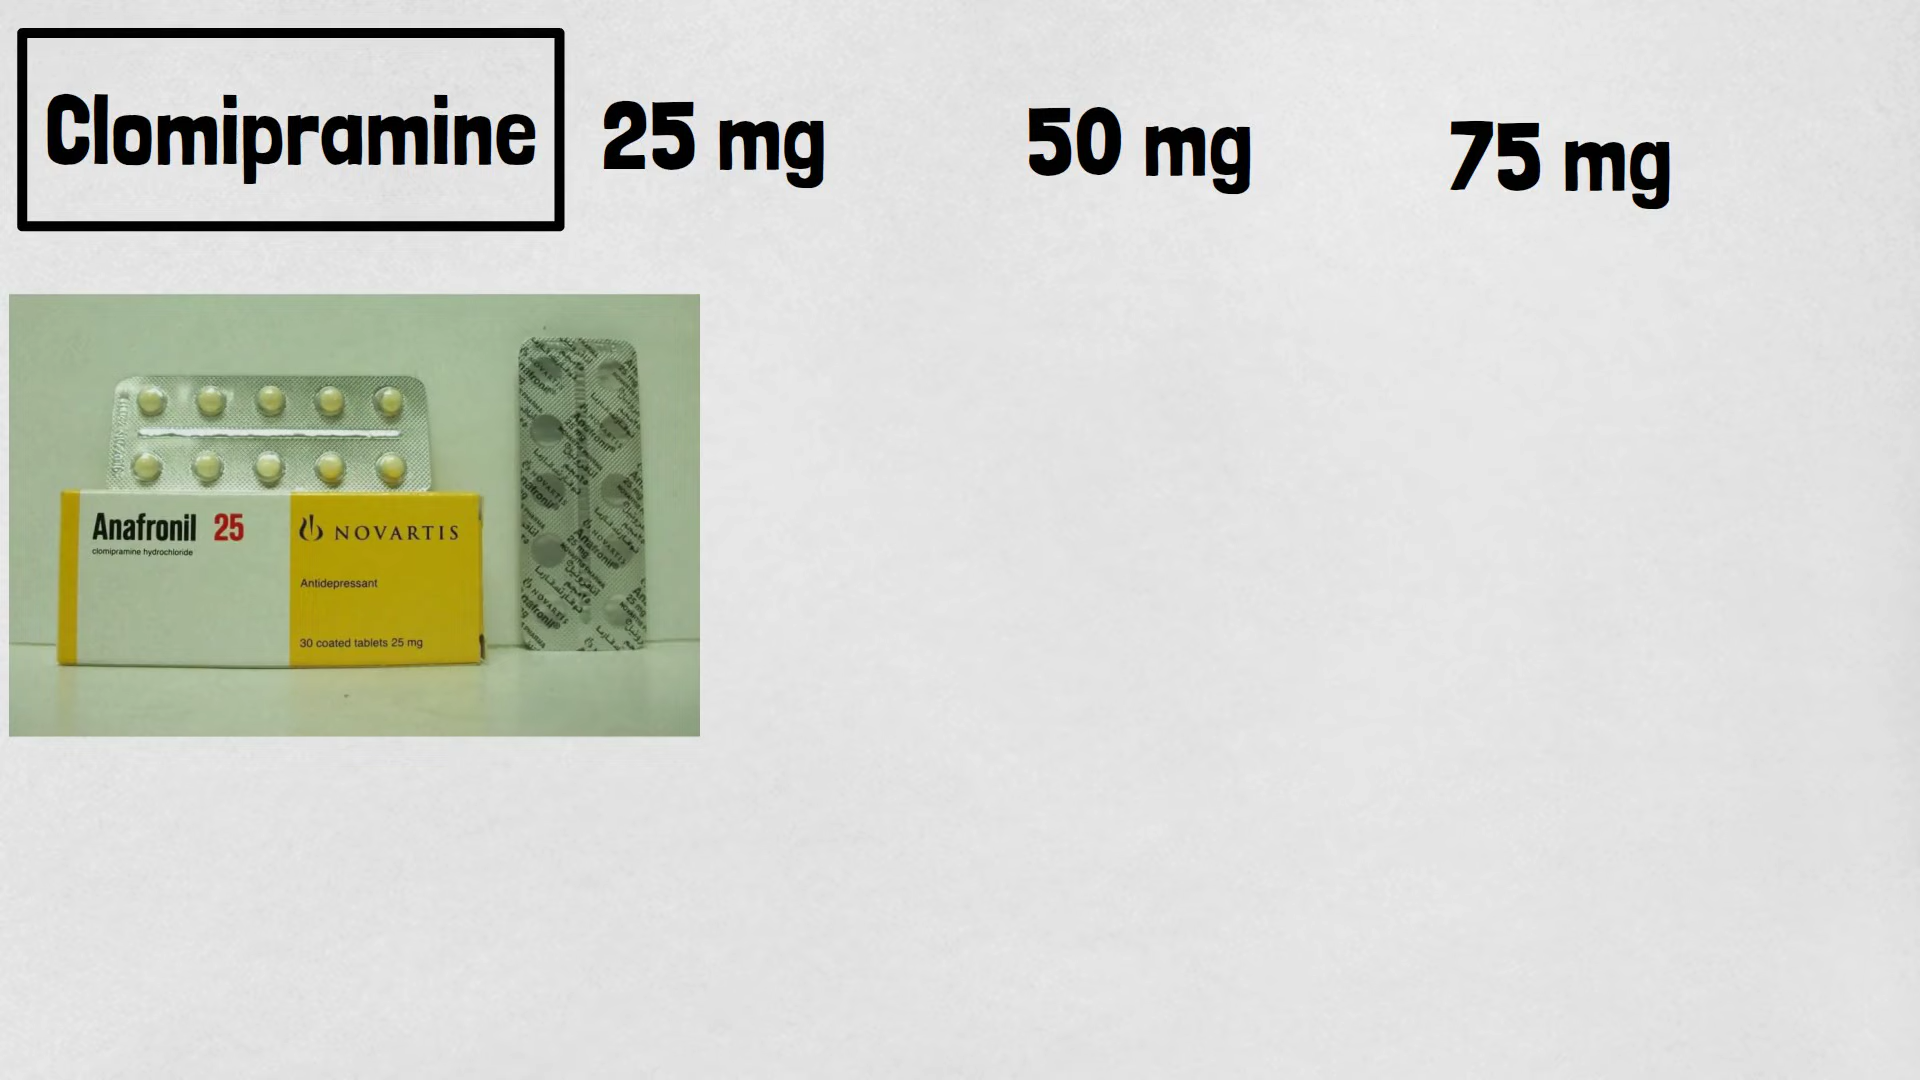 Clomipramine
25 mg
50 mg
75 mg
Anafronil 25
clomipramine hydrochloride
NOVARTIS
Antidepressant
30 coated tablets 25 mg